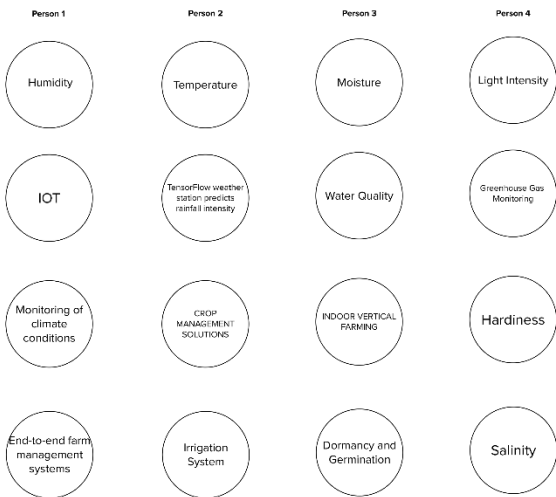 Person 1
Person 2
Person 3
Person 4
Humidity
Temperature
Moisture
Light Intensity
IOT
TensorFlow weather
station predicts
rainfall intensity
Water Quality
Greenhouse Gas
Monitoring
Monitoring of
climate
conditions
CROP
MANAGEMENT
SOLUTIONS
INDOOR VERTICAL
FARMING
Hardiness
End-to-end farm
management
systems
Irrigation
System
Dormancy and
Germination
Salinity